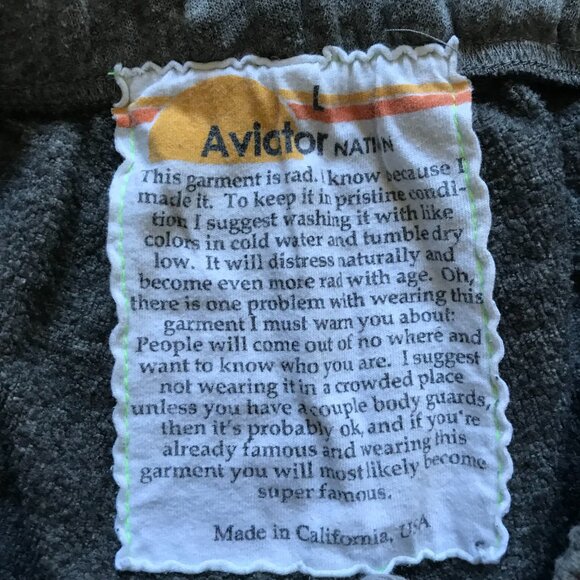 L
Aviator NATION
This garment is rad. I know because I
made it. To keep it in pristine condi-
tion I suggest washing it with like
colors in cold water and tumble dry
low. It will distress naturally and
become even more rad with age. Oh,
there is one problem with wearing this
garment I must warn you about:
People will come out of no where and
want to know who you are. I suggest
not wearing it in a crowded place
unless you have a couple body guards,
then it's probably ok, and if you're
already famous and wearing this
garment you will most likely become
super famous.
Made in California, USA